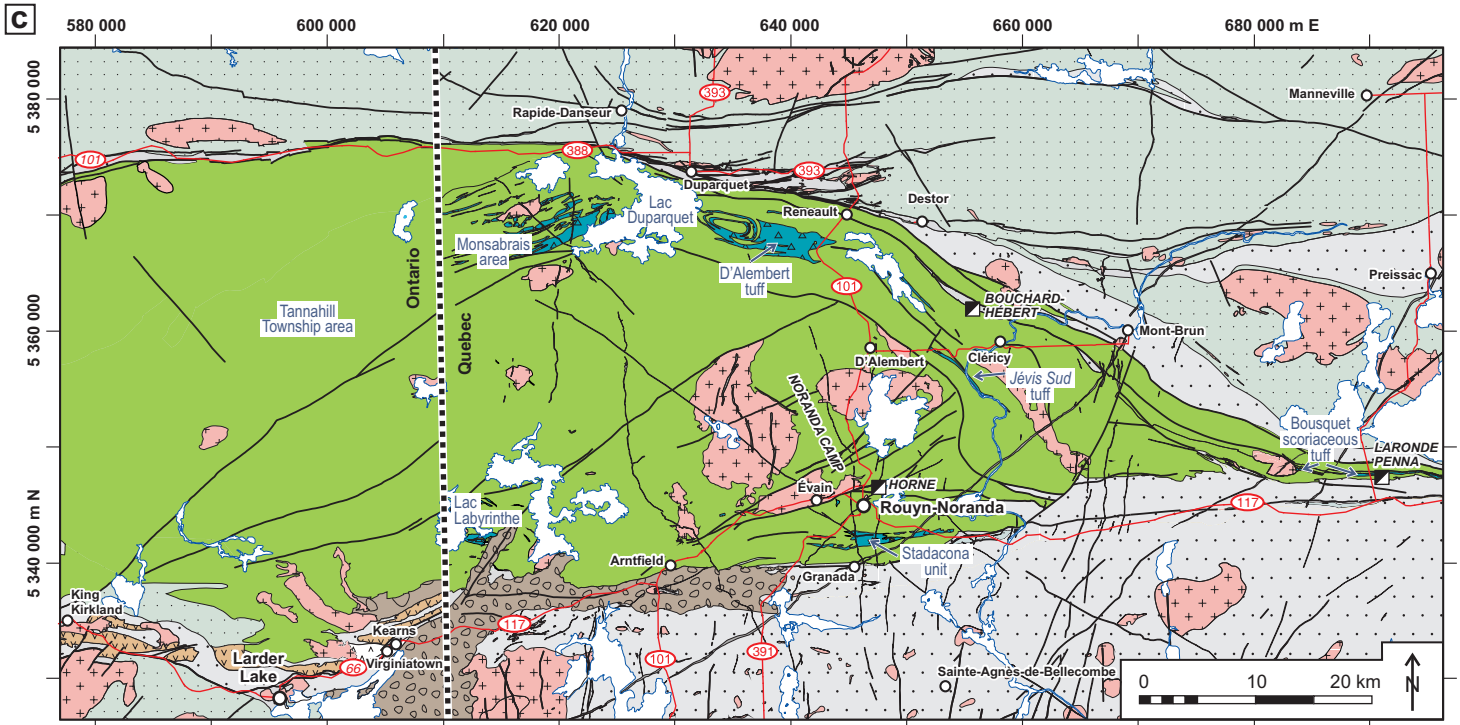 C
580 000
600 000
620 000
640 000
660 000
680 000 m E
5 380 000
5 360 000
5 340 000 m N
393
Manneville
Rapide-Danseur
101
388
393
Duparquet
Destor
Reneault
Lac
Duparquet
Monsabrais
area
D'Alembert
tuff
Ontario
Quebec
Preissac
101
BOUCHARD-
HÉBERT
Tannahill
Township area
Mont-Brun
D'Alembert
Cléricy
Jévis Sud
tuff
NORANDA CAMP
Bousquet
scoriaceous
tuff
LARONDE
PENNA
Évain
HORNE
Rouyn-Noranda
117
Lac
Labyrinthe
Stadacona
unit
Arntfield
Granada
King
Kirkland
117
Kearns
Virginiatown
Larder
Lake
66
101
391
Sainte-Agnès-de-Bellecombe
0 10 20 km
N